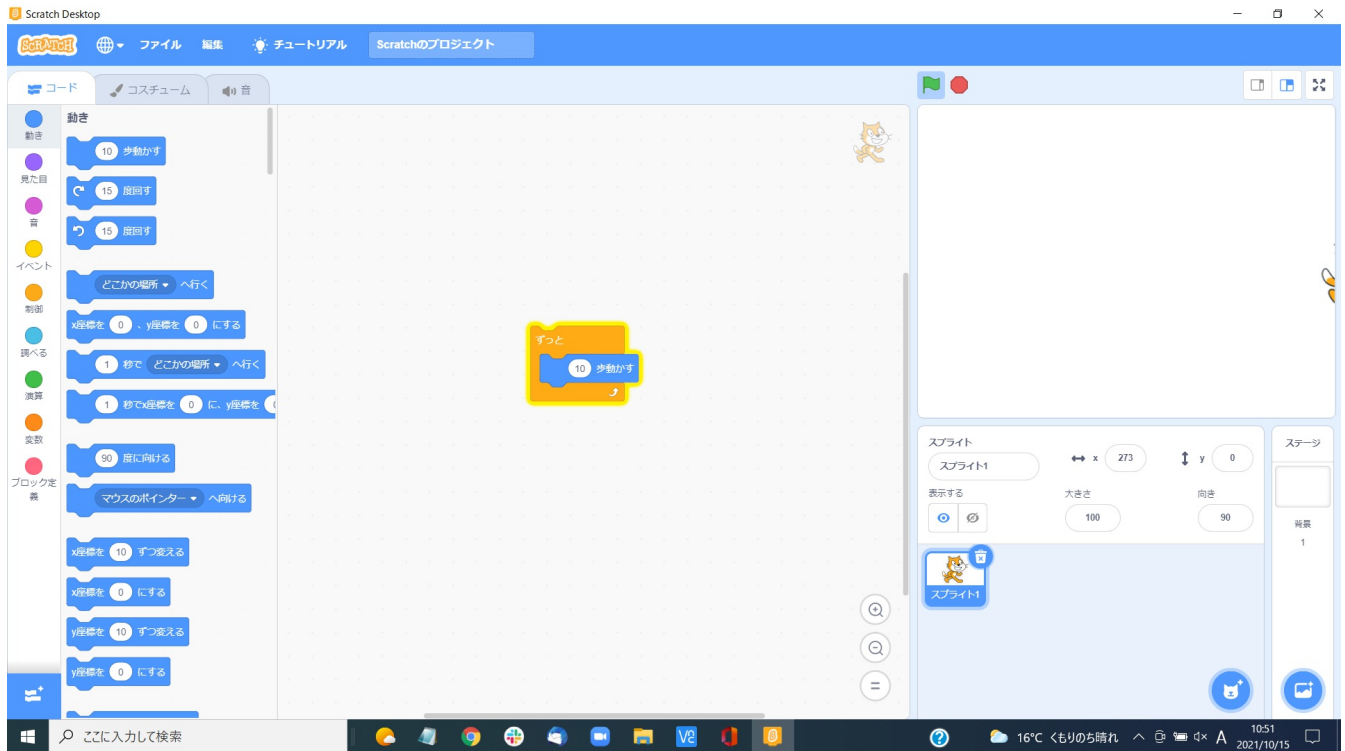 Scratch Desktop
SCRATCH ファイル 編集 チュートリアル Scratchのプロジェクト
コード コスチューム 音
動き
見た目
音
イベント
制御
調べる
演算
変数
ブロック定義
動き
10 歩動かす
15 度回す
15 度回す
どこかの場所 へ行く
x座標を 0 、y座標を 0 にする
1 秒で どこかの場所 へ行く
1 秒でx座標を 0 に、y座標を
90 度に向ける
マウスのポインター へ向ける
x座標を 10 ずつ変える
x座標を 0 にする
y座標を 10 ずつ変える
y座標を 0 にする
ずっと
10 歩動かす
スプライト
スプライト1 x 273 y 0
表示する 大きさ 向き
100 90
スプライト1
ステージ
背景
1
ここに入力して検索
16°C くもりのち晴れ A 10:51
2021/10/15